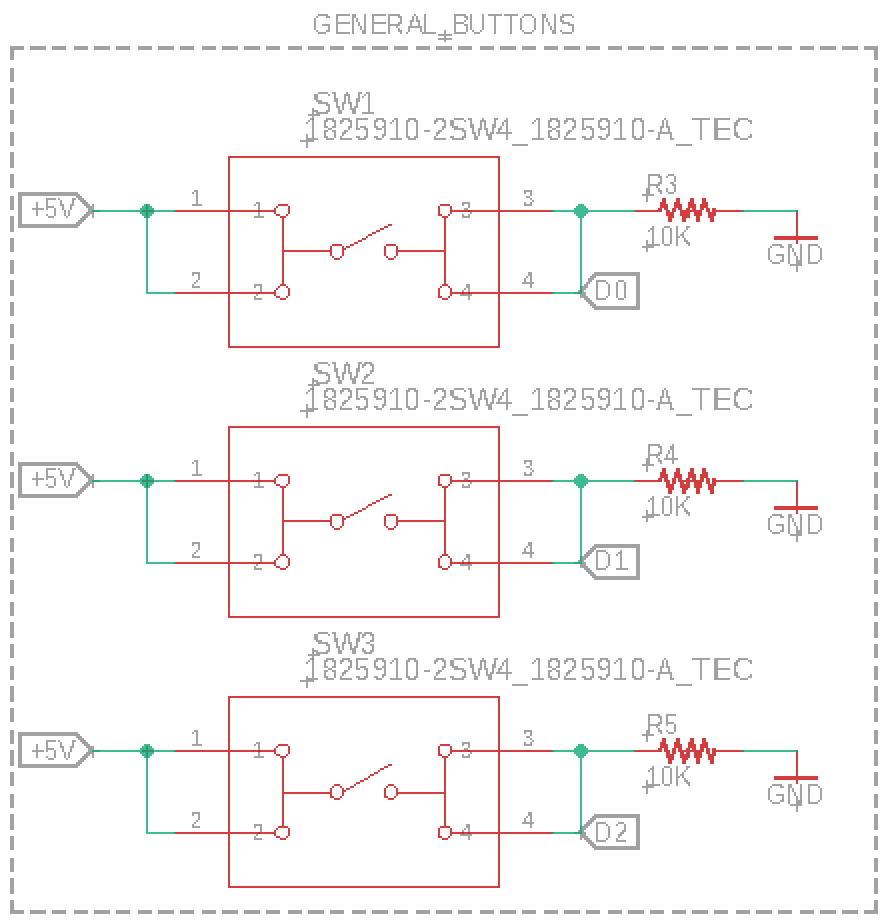 GENERAL_BUTTONS
SW1
1825910-2SW4_1825910-A_TEC
+5V 1 1 3 3 R3
2 2 4 4 10K
D0 GND
SW2
1825910-2SW4_1825910-A_TEC
+5V 1 1 3 3 R4
2 2 4 4 10K
D1 GND
SW3
1825910-2SW4_1825910-A_TEC
+5V 1 1 3 3 R5
2 2 4 4 10K
D2 GND